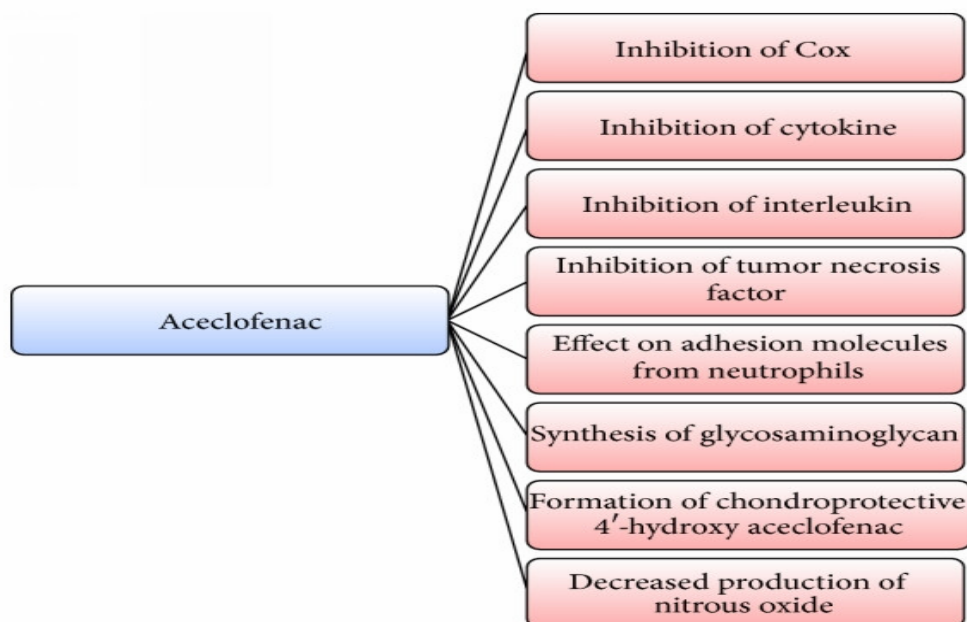 Inhibition of Cox
Inhibition of cytokine
Inhibition of interleukin
Inhibition of tumor necrosis
factor
Aceclofenac
Effect on adhesion molecules
from neutrophils
Synthesis of glycosaminoglycan
Formation of chondroprotective
4′-hydroxy aceclofenac
Decreased production of
nitrous oxide